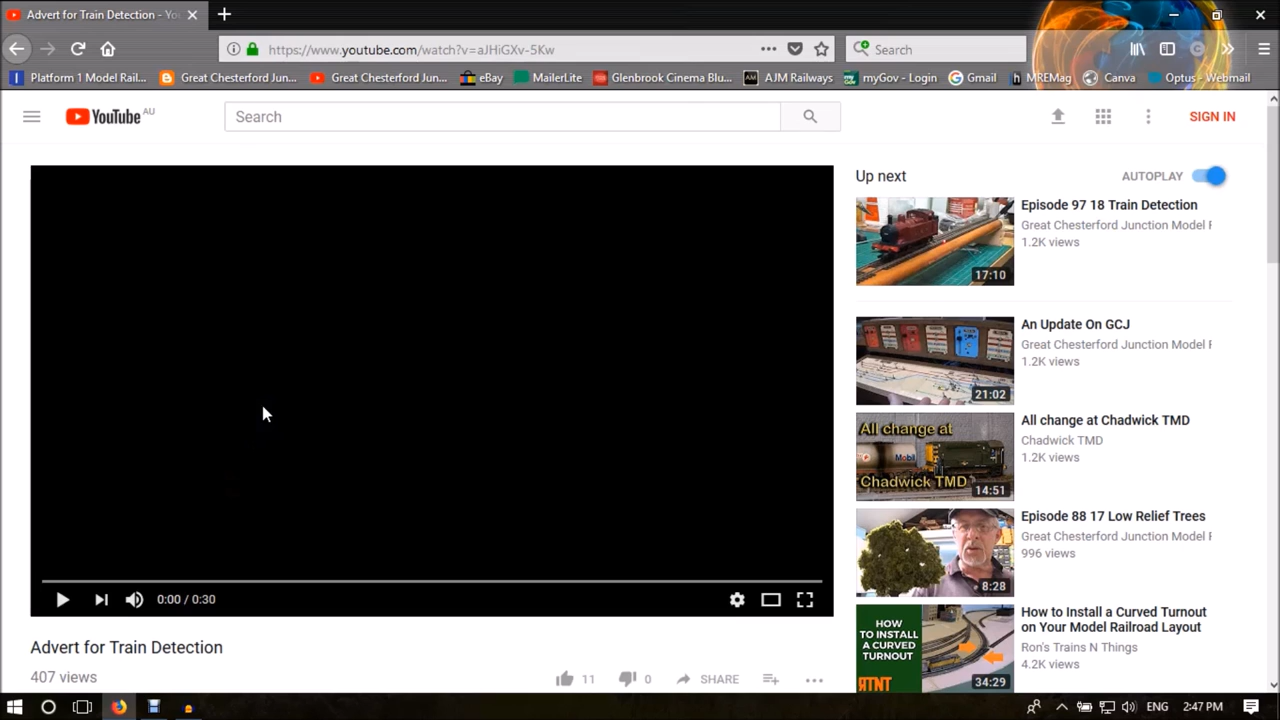 Advert for Train Detection - Yo
https://www.youtube.com/watch?v=aJHiGXv-5Kw
Search
Platform 1 Model Rail...
Great Chesterford Jun...
Great Chesterford Jun...
eBay
MailerLite
Glenbrook Cinema Blu...
AJM Railways
myGov - Login
Gmail
MREMag
Canva
Optus - Webmail
YouTube AU
Search
SIGN IN
Up next
AUTOPLAY
Episode 97 18 Train Detection
Great Chesterford Junction Model F
1.2K views
17:10
An Update On GCJ
Great Chesterford Junction Model F
1.2K views
21:02
All change at Chadwick TMD
Chadwick TMD
1.2K views
All change at
Mobil
Chadwick TMD
14:51
Episode 88 17 Low Relief Trees
Great Chesterford Junction Model F
996 views
8:28
How to Install a Curved Turnout
on Your Model Railroad Layout
Ron's Trains N Things
4.2K views
HOW
TO INSTALL
A CURVED
TURNOUT
RTNT
34:29
0:00 / 0:30
Advert for Train Detection
407 views
11
0
SHARE
ENG
2:47 PM